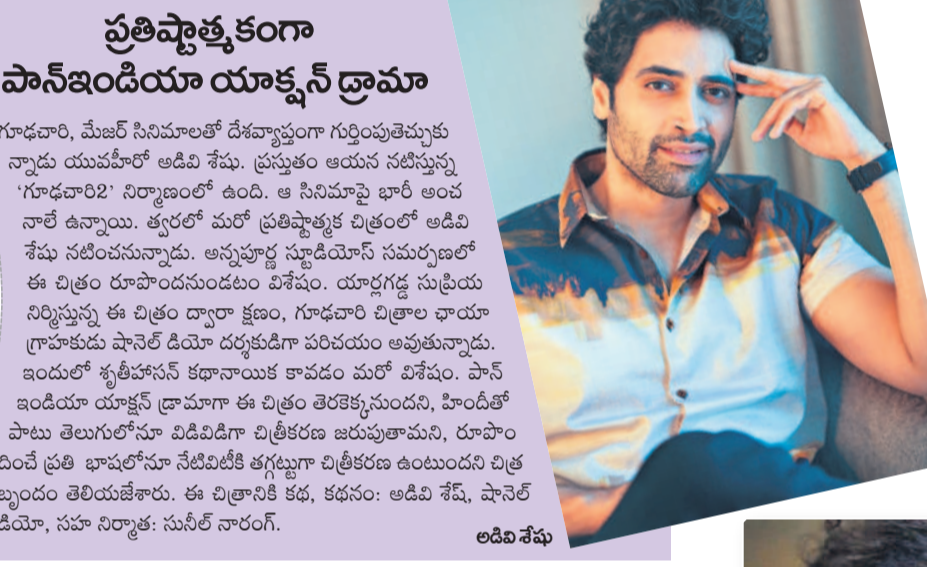 ప్రతిష్టాత్మకంగా
పాన్ఇండియా యాక్షన్ డ్రామా
గూఢచారి, మేజర్ సినిమాలతో దేశవ్యాప్తంగా గుర్తింపుతెచ్చుకు
న్నాడు యువహీరో అడివి శేషు. ప్రస్తుతం ఆయన నటిస్తున్న
‘గూఢచారి2’ నిర్మాణంలో ఉంది. ఆ సినిమాపై భారీ అంచ
నాలే ఉన్నాయి. త్వరలో మరో ప్రతిష్టాత్మక చిత్రంలో అడివి
శేషు నటించనున్నాడు. అన్నపూర్ణ స్టూడియోస్ సమర్పణలో
ఈ చిత్రం రూపొందనుండటం విశేషం. యార్లగడ్డ సుప్రియ
నిర్మిస్తున్న ఈ చిత్రం ద్వారా క్షణం, గూఢచారి చిత్రాల ఛాయా
గ్రాహకుడు షానెల్ డియో దర్శకుడిగా పరిచయం అవుతున్నాడు.
ఇందులో శృతీహాసన్ కథానాయిక కావడం మరో విశేషం. పాన్
ఇండియా యాక్షన్ డ్రామాగా ఈ చిత్రం తెరకెక్కనుందని, హిందీతో
పాటు తెలుగులోనూ విడివిడిగా చిత్రీకరణ జరుపుతామని, రూపొం
దించే ప్రతి భాషలోనూ నేటివిటీకి తగ్గట్టుగా చిత్రీకరణ ఉంటుందని చిత్ర
బృందం తెలియజేశారు. ఈ చిత్రానికి కథ, కథనం: అడివి శేష్, షానెల్
డియో, సహ నిర్మాత: సునీల్ నారంగ్.
అడివి శేషు